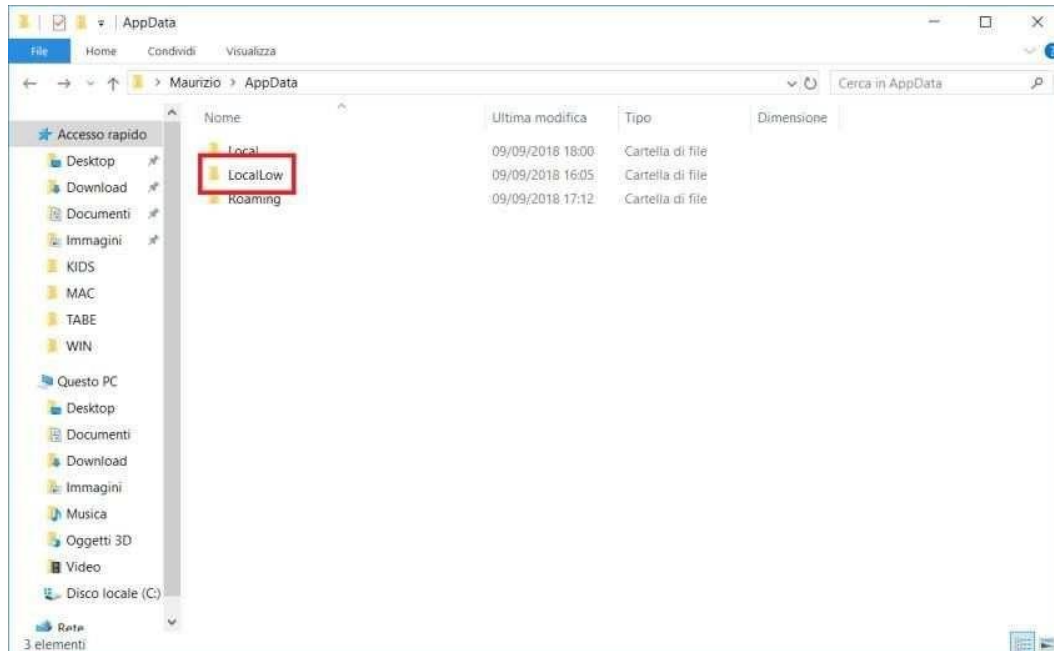 AppData
File Home Condividi Visualizza
Maurizio > AppData Cerca in AppData
Nome Ultima modifica Tipo Dimensione
Local 09/09/2018 18:00 Cartella di file
LocalLow 09/09/2018 16:05 Cartella di file
Roaming 09/09/2018 17:12 Cartella di file
Accesso rapido
Desktop
Download
Documenti
Immagini
KIDS
MAC
TABE
WIN
Questo PC
Desktop
Documenti
Download
Immagini
Musica
Oggetti 3D
Video
Disco locale (C:)
Rete
3 elementi